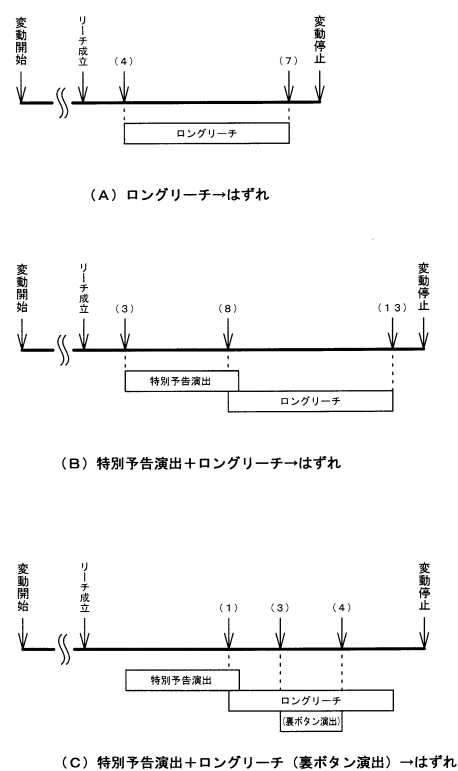 変動開始
リーチ成立
(4)
(7)
変動停止
ロングリーチ
(A)ロングリーチ→はずれ
変動開始
リーチ成立
(3)
(8)
(13)
変動停止
特別予告演出
ロングリーチ
(B)特別予告演出＋ロングリーチ→はずれ
変動開始
リーチ成立
(1)
(3)
(4)
変動停止
特別予告演出
ロングリーチ
(裏ボタン演出)
(C)特別予告演出＋ロングリーチ(裏ボタン演出)→はずれ